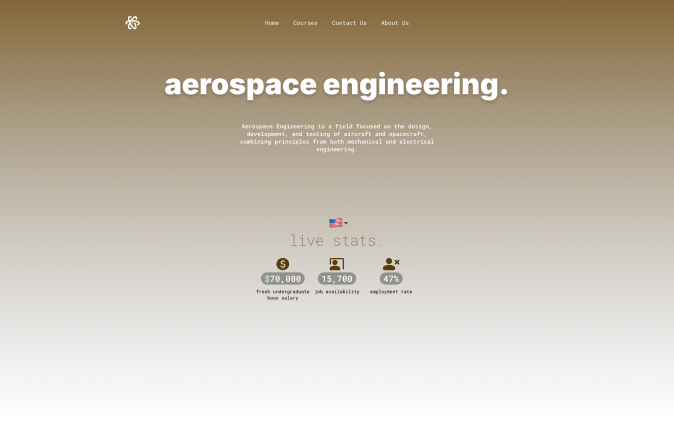 Home Courses Contact Us About Us
aerospace engineering.
Aerospace Engineering is a field focused on the design,
development, and testing of aircraft and spacecraft,
combining principles from both mechanical and electrical
engineering.
live stats.
$70,000 15,700 47%
fresh undergraduate job availability employment rate
base salary